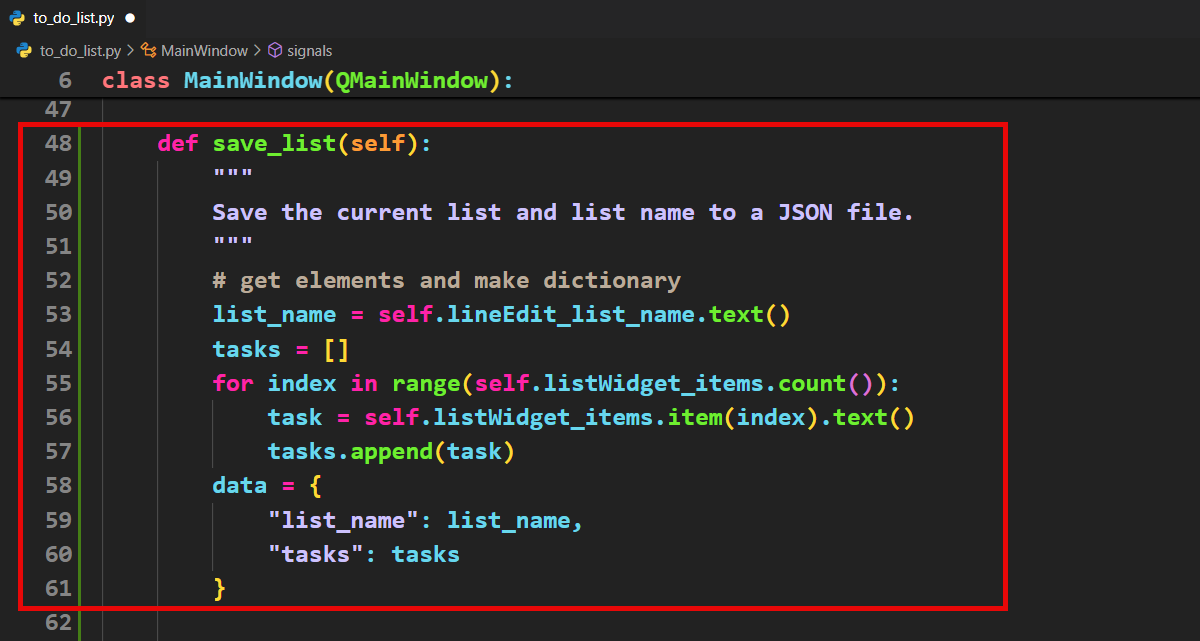 to_do_list.py
to_do_list.py > MainWindow > signals
6 class MainWindow(QMainWindow):
47
48 def save_list(self):
49 """
50 Save the current list and list name to a JSON file.
51 """
52 # get elements and make dictionary
53 list_name = self.lineEdit_list_name.text()
54 tasks = []
55 for index in range(self.listWidget_items.count()):
56 task = self.listWidget_items.item(index).text()
57 tasks.append(task)
58 data = {
59 "list_name": list_name,
60 "tasks": tasks
61 }
62